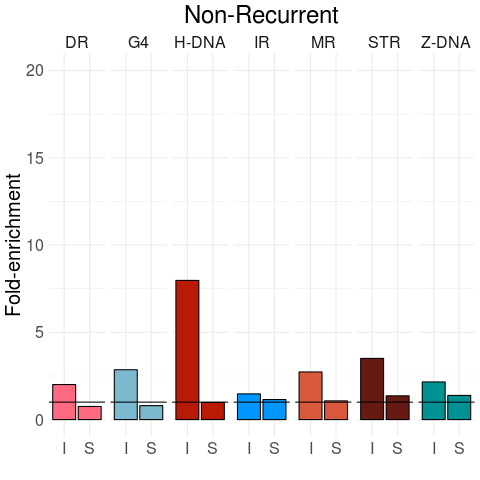 Non-Recurrent
DR G4 H-DNA IR MR STR Z-DNA
Fold-enrichment
20
15
10
5
0
I S I S I S I S I S I S I S